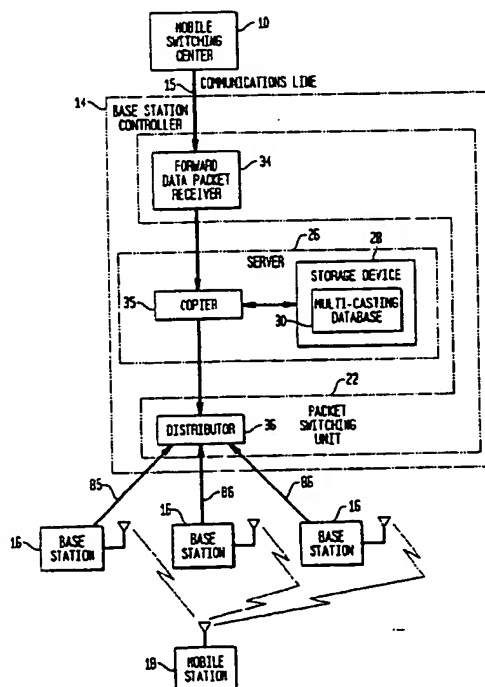 10
MOBILE
SWITCHING
CENTER
15
COMMUNICATIONS LINE
14
BASE STATION
CONTROLLER
FORWARD
DATA PACKET
RECEIVER
34
26
28
SERVER
STORAGE DEVICE
35
COPIER
30
MULTI-CASTING
DATABASE
22
DISTRIBUTOR
36
PACKET
SWITCHING
UNIT
85
86
86
16
BASE
STATION
16
BASE
STATION
16
BASE
STATION
18
MOBILE
STATION